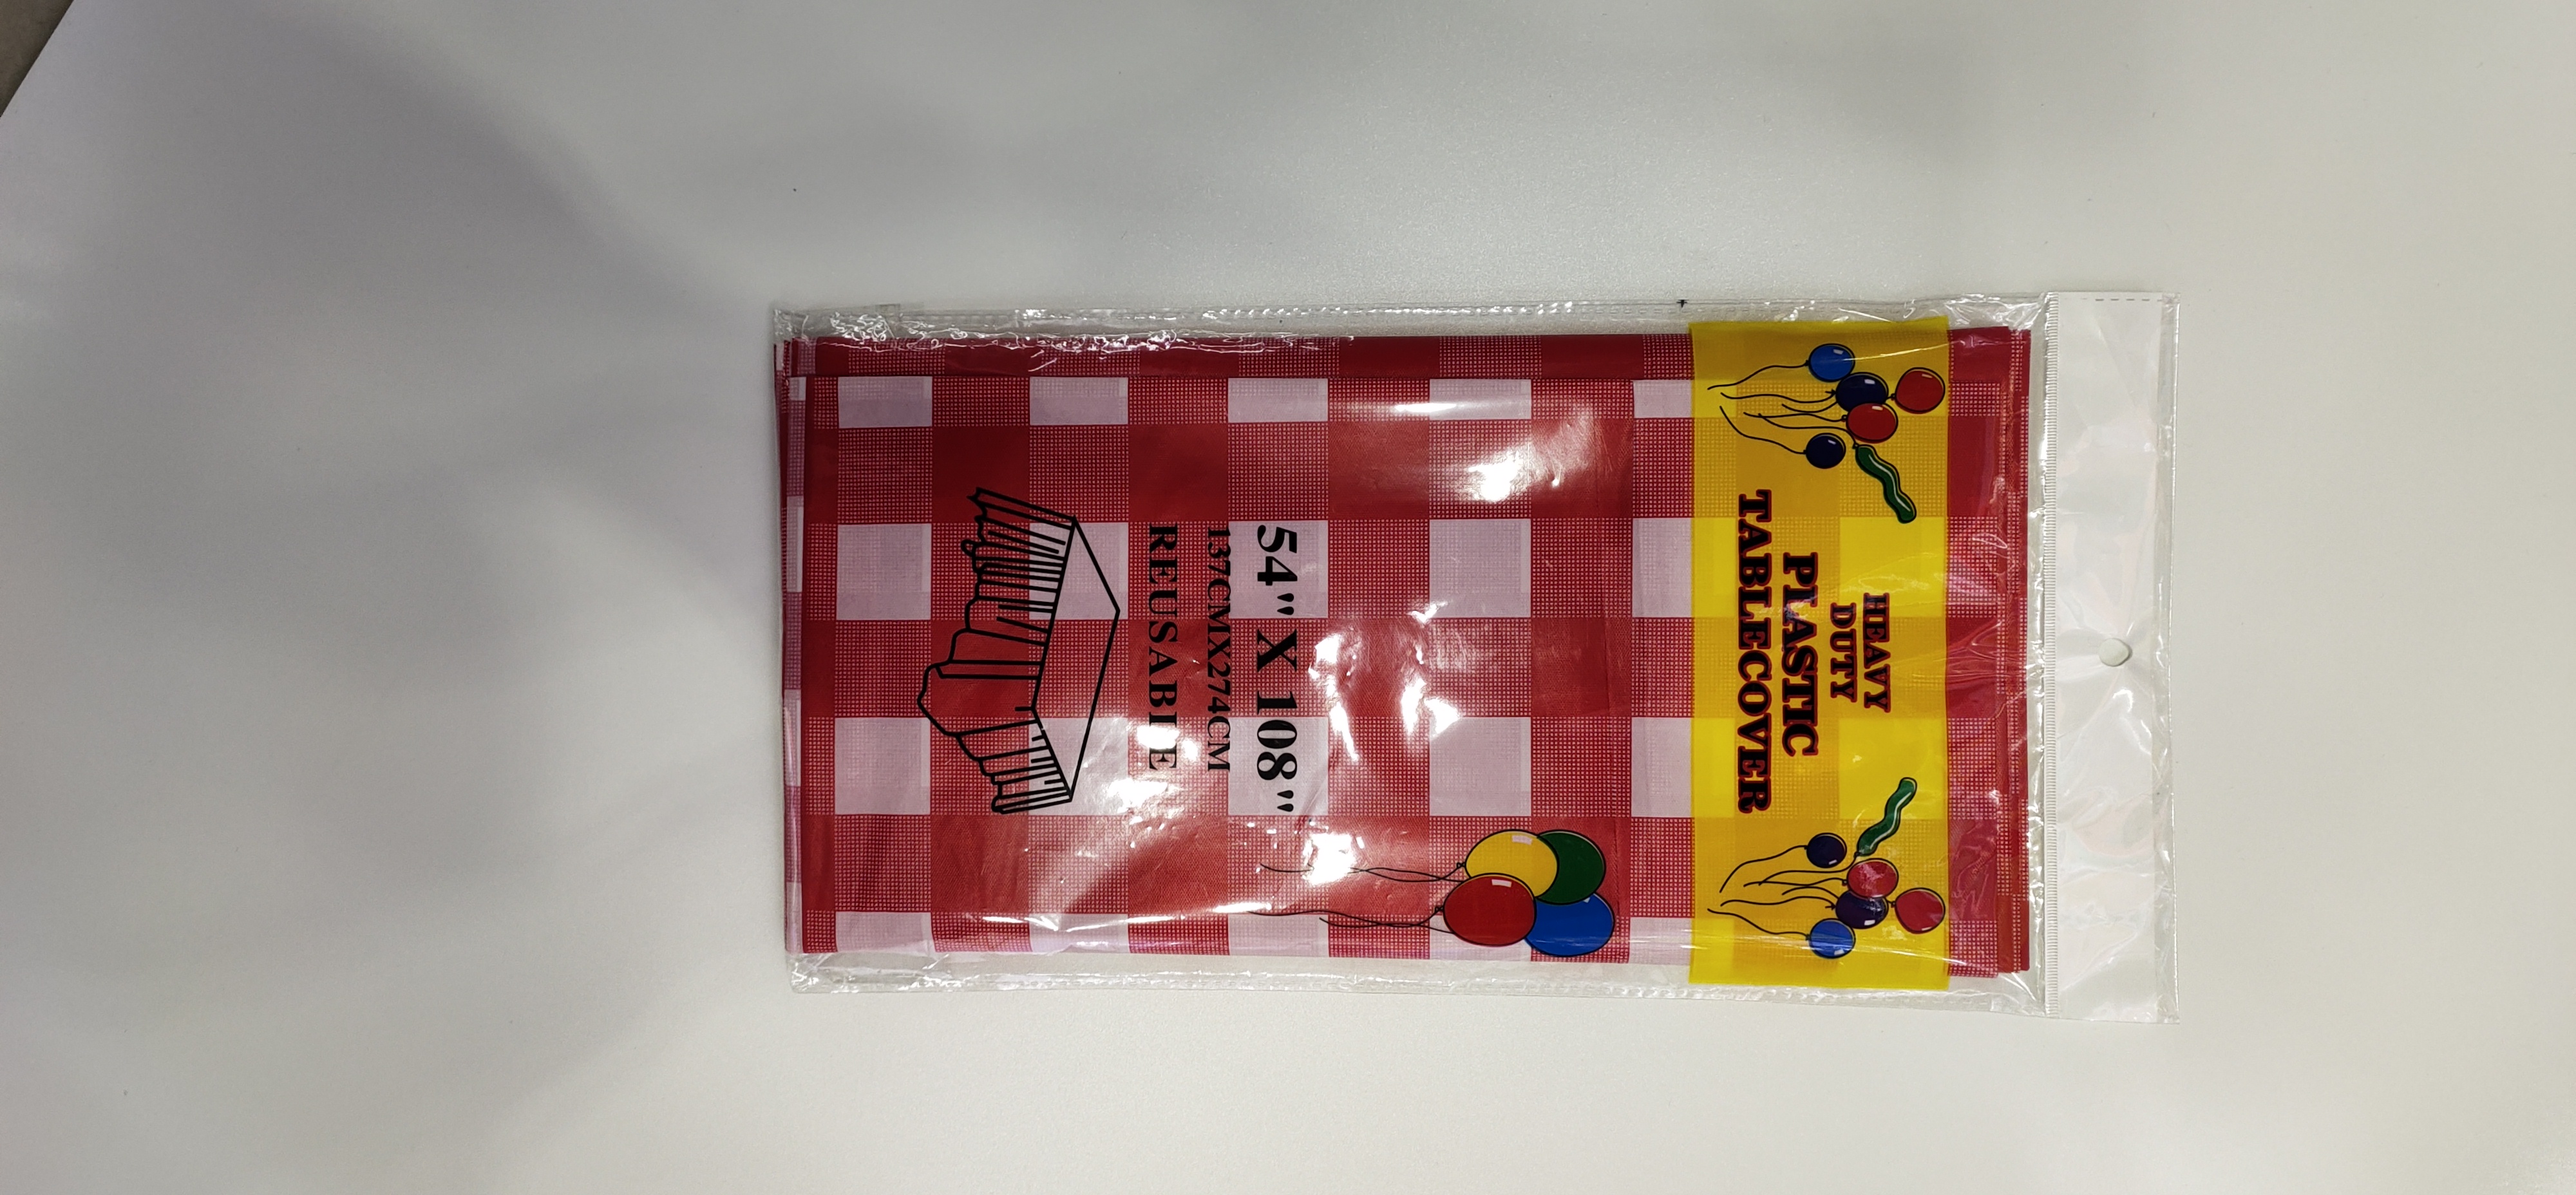 HEAVY
DUTY
PLASTIC
TABLECOVER
54" X 108"
137CMX274CM
REUSABLE